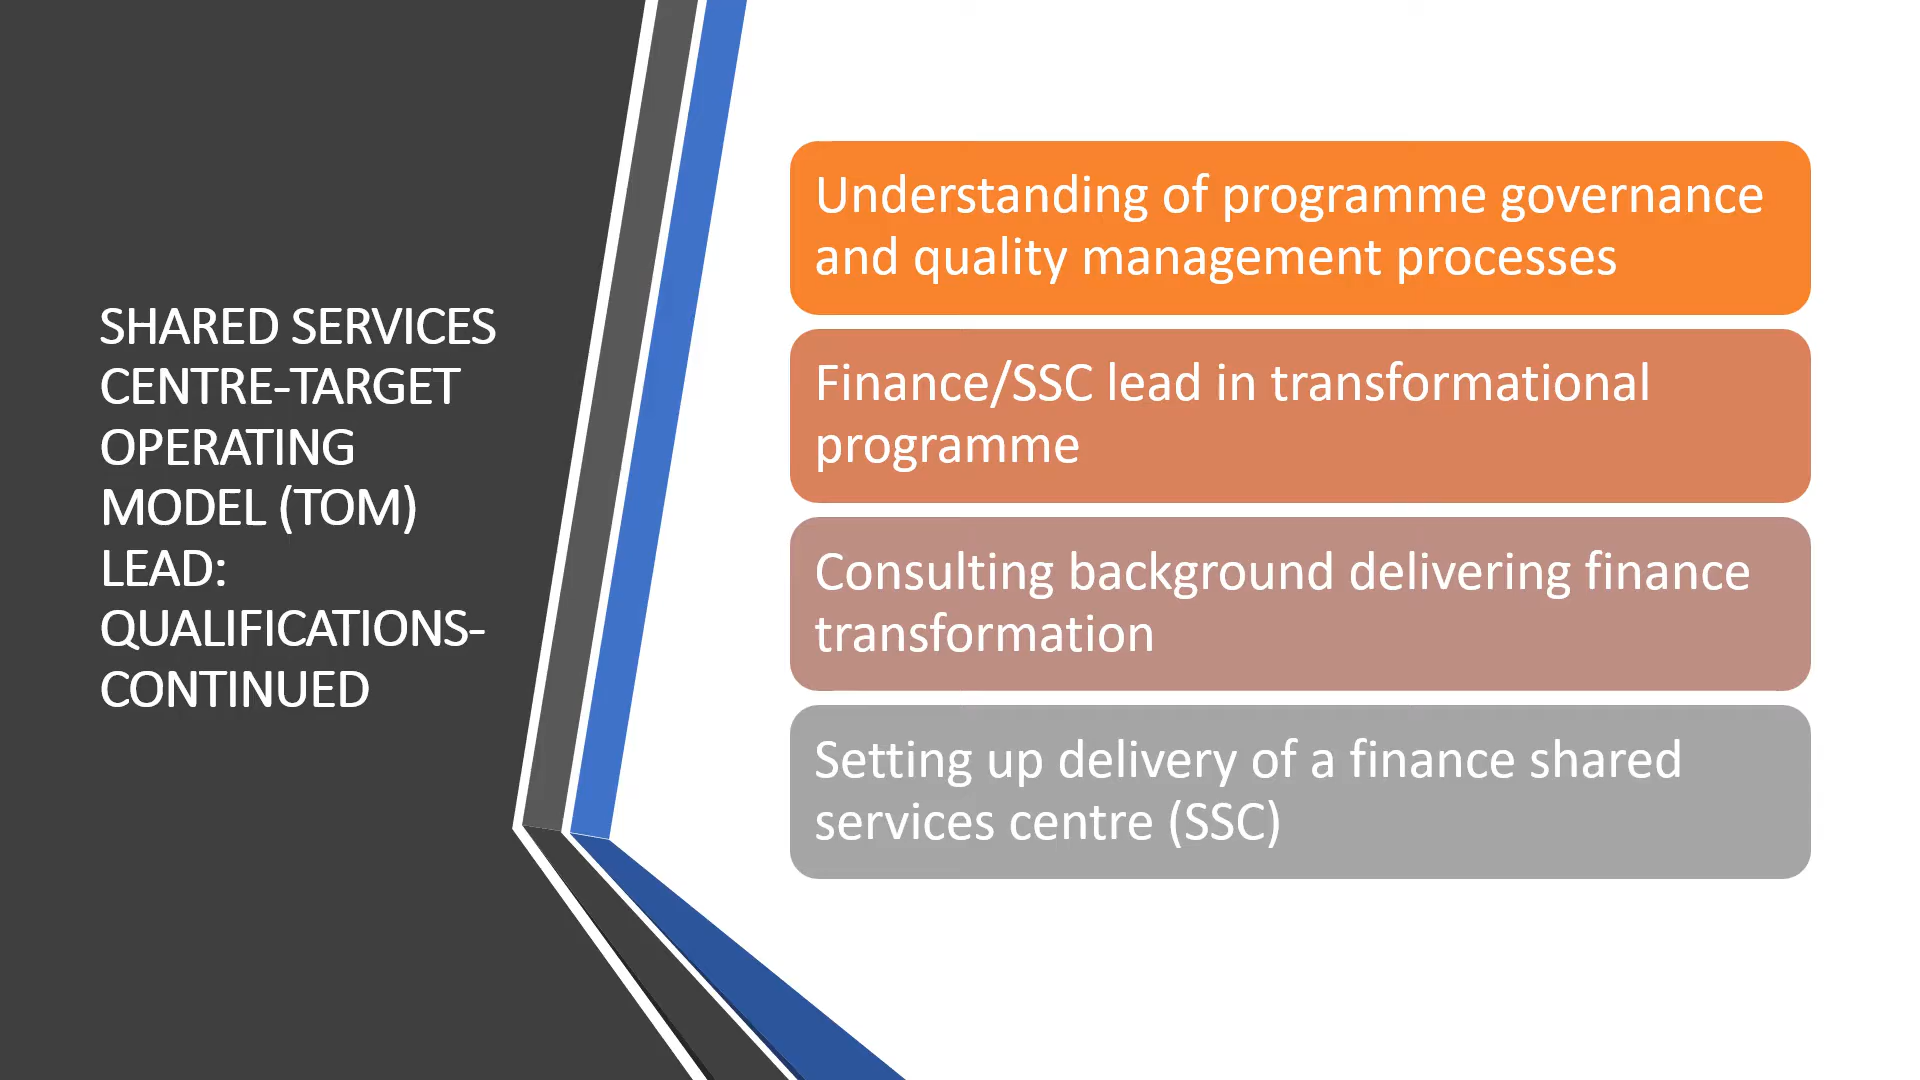 SHARED SERVICES
CENTRE-TARGET
OPERATING
MODEL (TOM)
LEAD:
QUALIFICATIONS-
CONTINUED
Understanding of programme governance
and quality management processes
Finance/SSC lead in transformational
programme
Consulting background delivering finance
transformation
Setting up delivery of a finance shared
services centre (SSC)